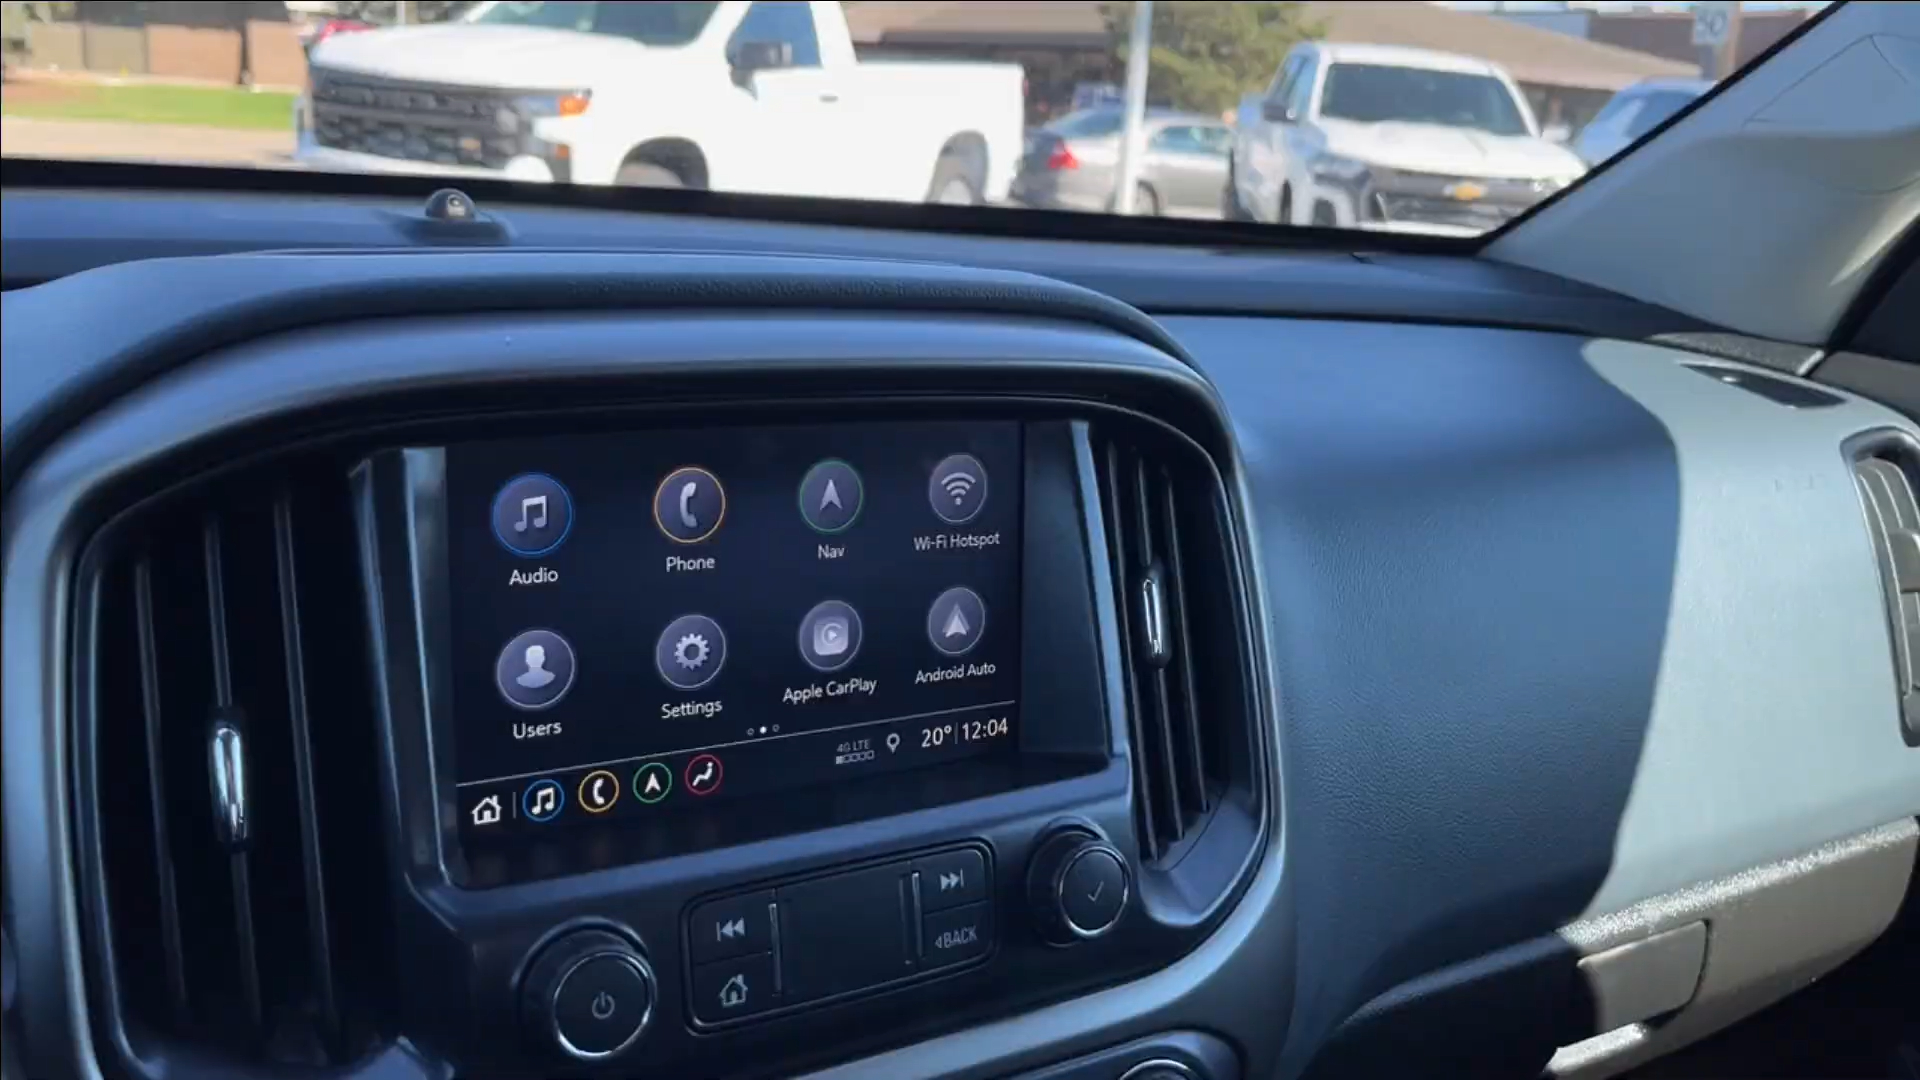 Audio
Phone
Nav
Wi-Fi Hotspot
Users
Settings
Apple CarPlay
Android Auto
4G LTE
20° 12:04
BACK